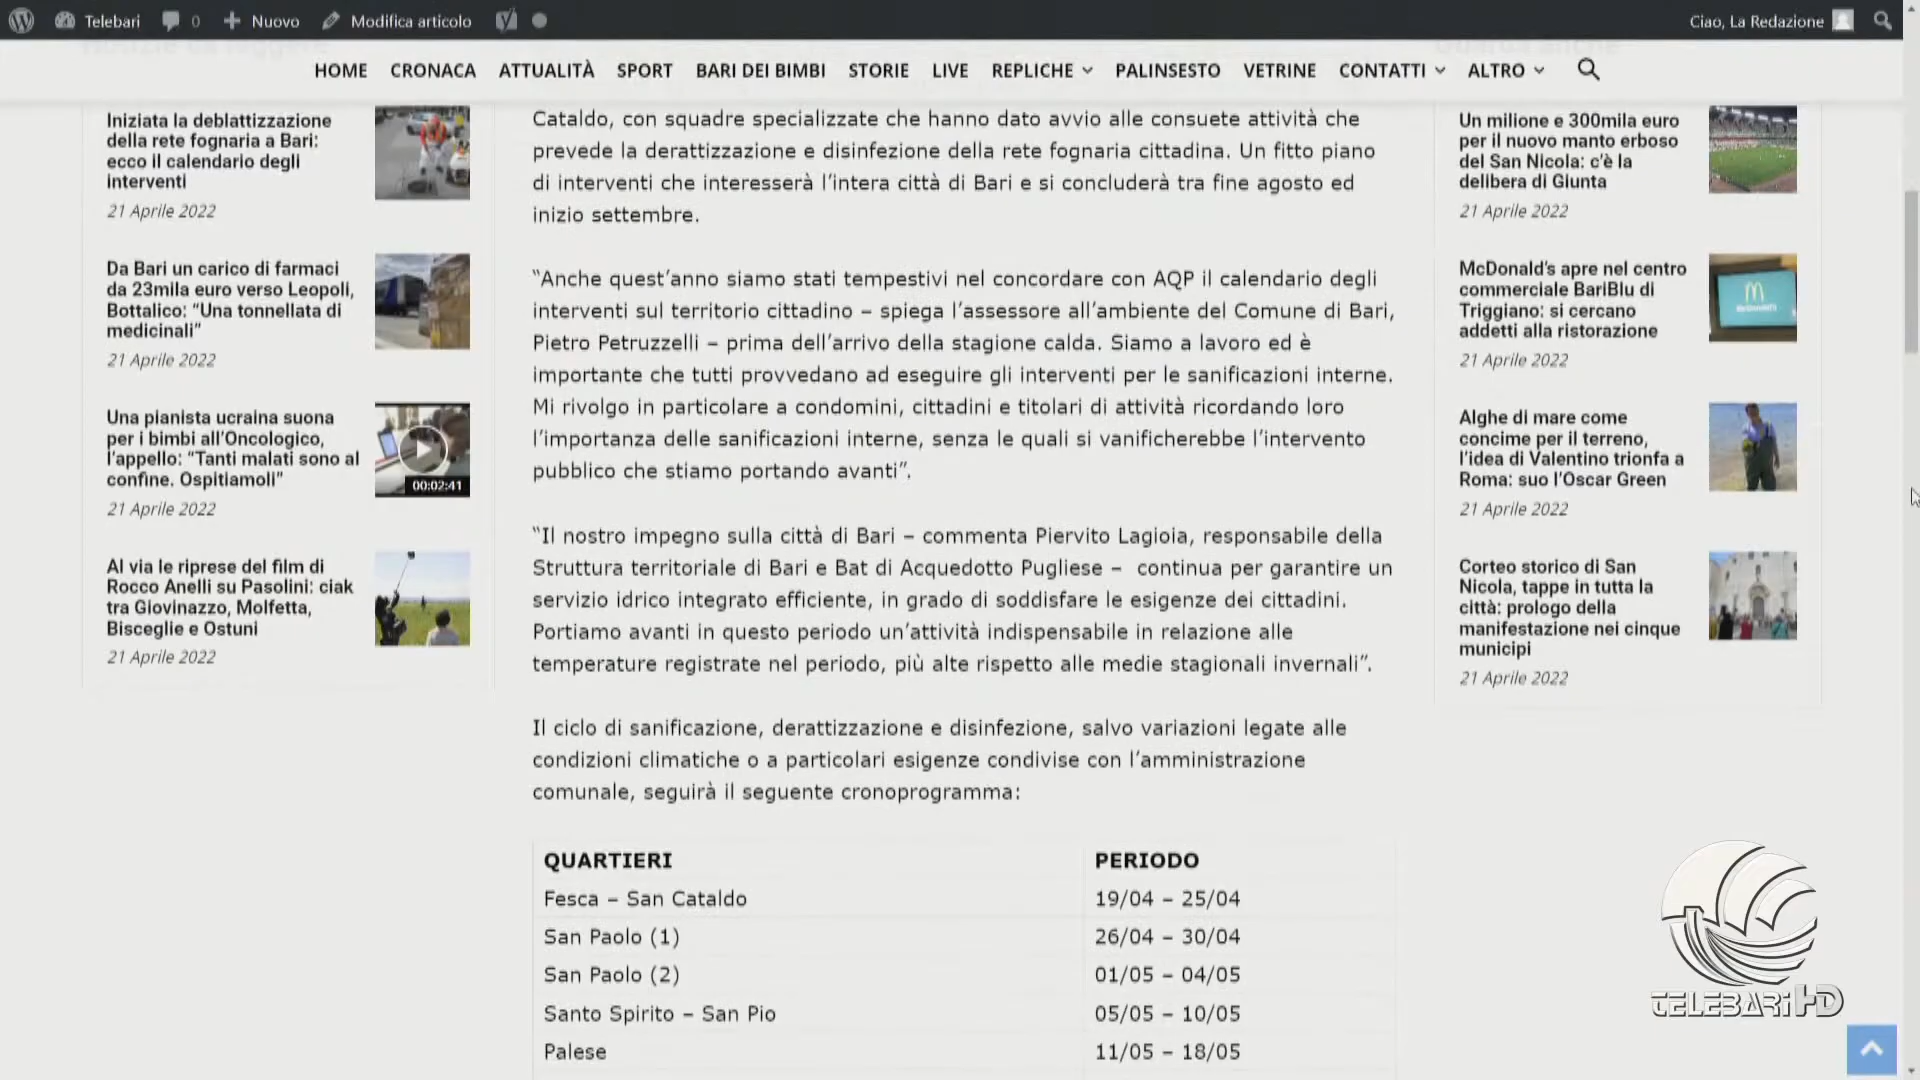 Telebari
0
Nuovo
Modifica articolo
Ciao, La Redazione
HOME
CRONACA
ATTUALITÀ
SPORT
BARI DEI BIMBI
STORIE
LIVE
REPLICHE
PALINSESTO
VETRINE
CONTATTI
ALTRO
Iniziata la deblattizzazione
della rete fognaria a Bari:
ecco il calendario degli
interventi
21 Aprile 2022
Da Bari un carico di farmaci
da 23mila euro verso Leopoli,
Bottalico: “Una tonnellata di
medicinali”
21 Aprile 2022
Una pianista ucraina suona
per i bimbi all’Oncologico,
l’appello: “Tanti malati sono al
confine. Ospitiamoli”
00:02:41
21 Aprile 2022
Al via le riprese del film di
Rocco Anelli su Pasolini: ciak
tra Giovinazzo, Molfetta,
Bisceglie e Ostuni
21 Aprile 2022
Cataldo, con squadre specializzate che hanno dato avvio alle consuete attività che
prevede la derattizzazione e disinfezione della rete fognaria cittadina. Un fitto piano
di interventi che interesserà l’intera città di Bari e si concluderà tra fine agosto ed
inizio settembre.
“Anche quest’anno siamo stati tempestivi nel concordare con AQP il calendario degli
interventi sul territorio cittadino – spiega l’assessore all’ambiente del Comune di Bari,
Pietro Petruzzelli – prima dell’arrivo della stagione calda. Siamo a lavoro ed è
importante che tutti provvedano ad eseguire gli interventi per le sanificazioni interne.
Mi rivolgo in particolare a condomini, cittadini e titolari di attività ricordando loro
l’importanza delle sanificazioni interne, senza le quali si vanificherebbe l’intervento
pubblico che stiamo portando avanti”.
“Il nostro impegno sulla città di Bari – commenta Piervito Lagioia, responsabile della
Struttura territoriale di Bari e Bat di Acquedotto Pugliese – continua per garantire un
servizio idrico integrato efficiente, in grado di soddisfare le esigenze dei cittadini.
Portiamo avanti in questo periodo un’attività indispensabile in relazione alle
temperature registrate nel periodo, più alte rispetto alle medie stagionali invernali”.
Il ciclo di sanificazione, derattizzazione e disinfezione, salvo variazioni legate alle
condizioni climatiche o a particolari esigenze condivise con l’amministrazione
comunale, seguirà il seguente cronoprogramma:
QUARTIERI PERIODO
Fesca – San Cataldo 19/04 – 25/04
San Paolo (1) 26/04 – 30/04
San Paolo (2) 01/05 – 04/05
Santo Spirito – San Pio 05/05 – 10/05
Palese 11/05 – 18/05
Un milione e 300mila euro
per il nuovo manto erboso
del San Nicola: c’è la
delibera di Giunta
21 Aprile 2022
McDonald’s apre nel centro
commerciale BariBlu di
Triggiano: si cercano
addetti alla ristorazione
21 Aprile 2022
Alghe di mare come
concime per il terreno,
l’idea di Valentino trionfa a
Roma: suo l’Oscar Green
21 Aprile 2022
Corteo storico di San
Nicola, tappe in tutta la
città: prologo della
manifestazione nei cinque
municipi
21 Aprile 2022
TELEBARI HD